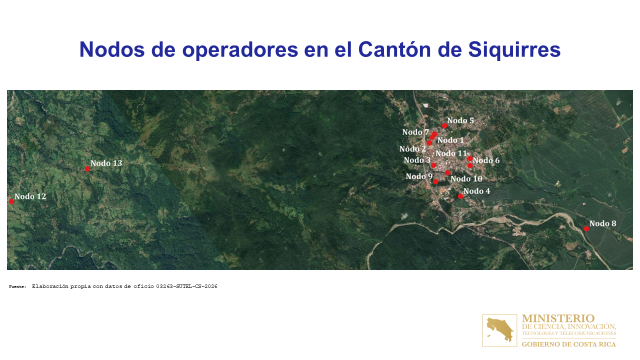 Nodos de operadores en el Cantón de Siquirres
Nodo 5
Nodo 7
Nodo 1
Nodo 2
Nodo 11
Nodo 3
Nodo 6
Nodo 13
Nodo 9
Nodo 10
Nodo 4
Nodo 12
Nodo 8
Fuente: Elaboración propia con datos de oficio 03263-SUTEL-CS-2026
MINISTERIO
DE CIENCIA, INNOVACIÓN,
TECNOLOGÍA Y TELECOMUNICACIONES
GOBIERNO DE COSTA RICA